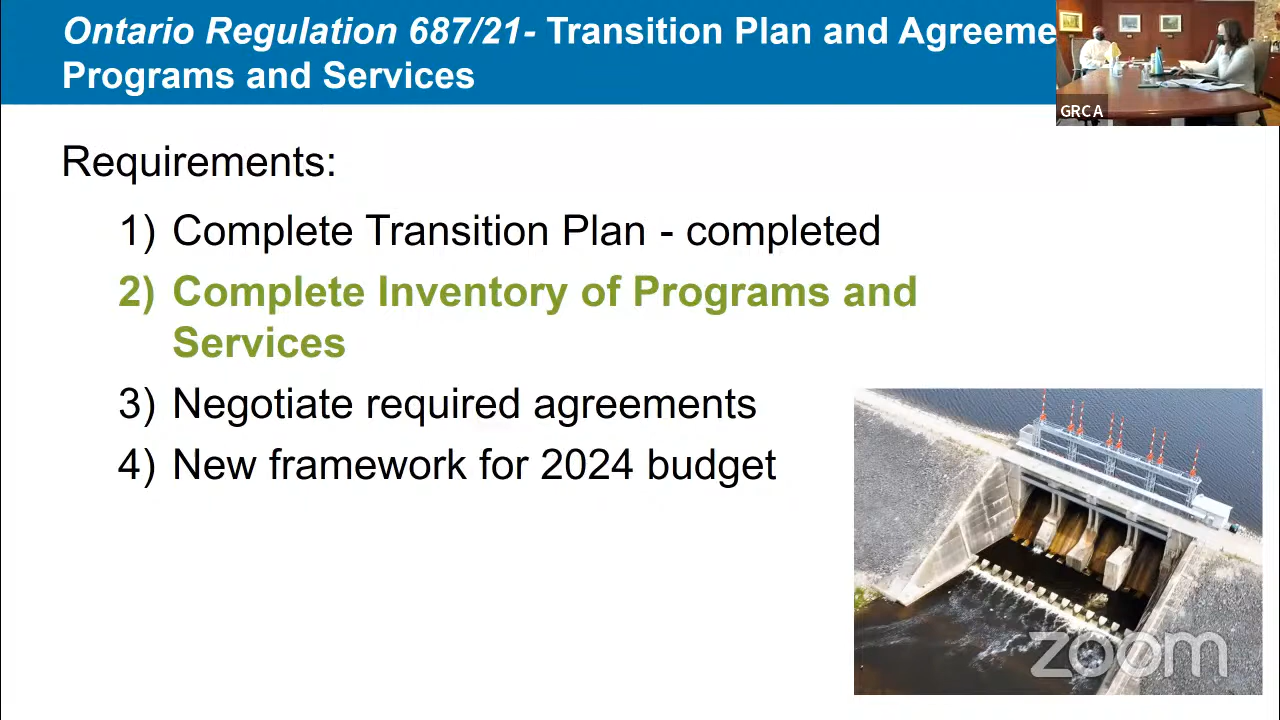 Ontario Regulation 687/21- Transition Plan and Agreeme
Programs and Services
GRCA
Requirements:
1) Complete Transition Plan - completed
2) Complete Inventory of Programs and
Services
3) Negotiate required agreements
4) New framework for 2024 budget
zoom